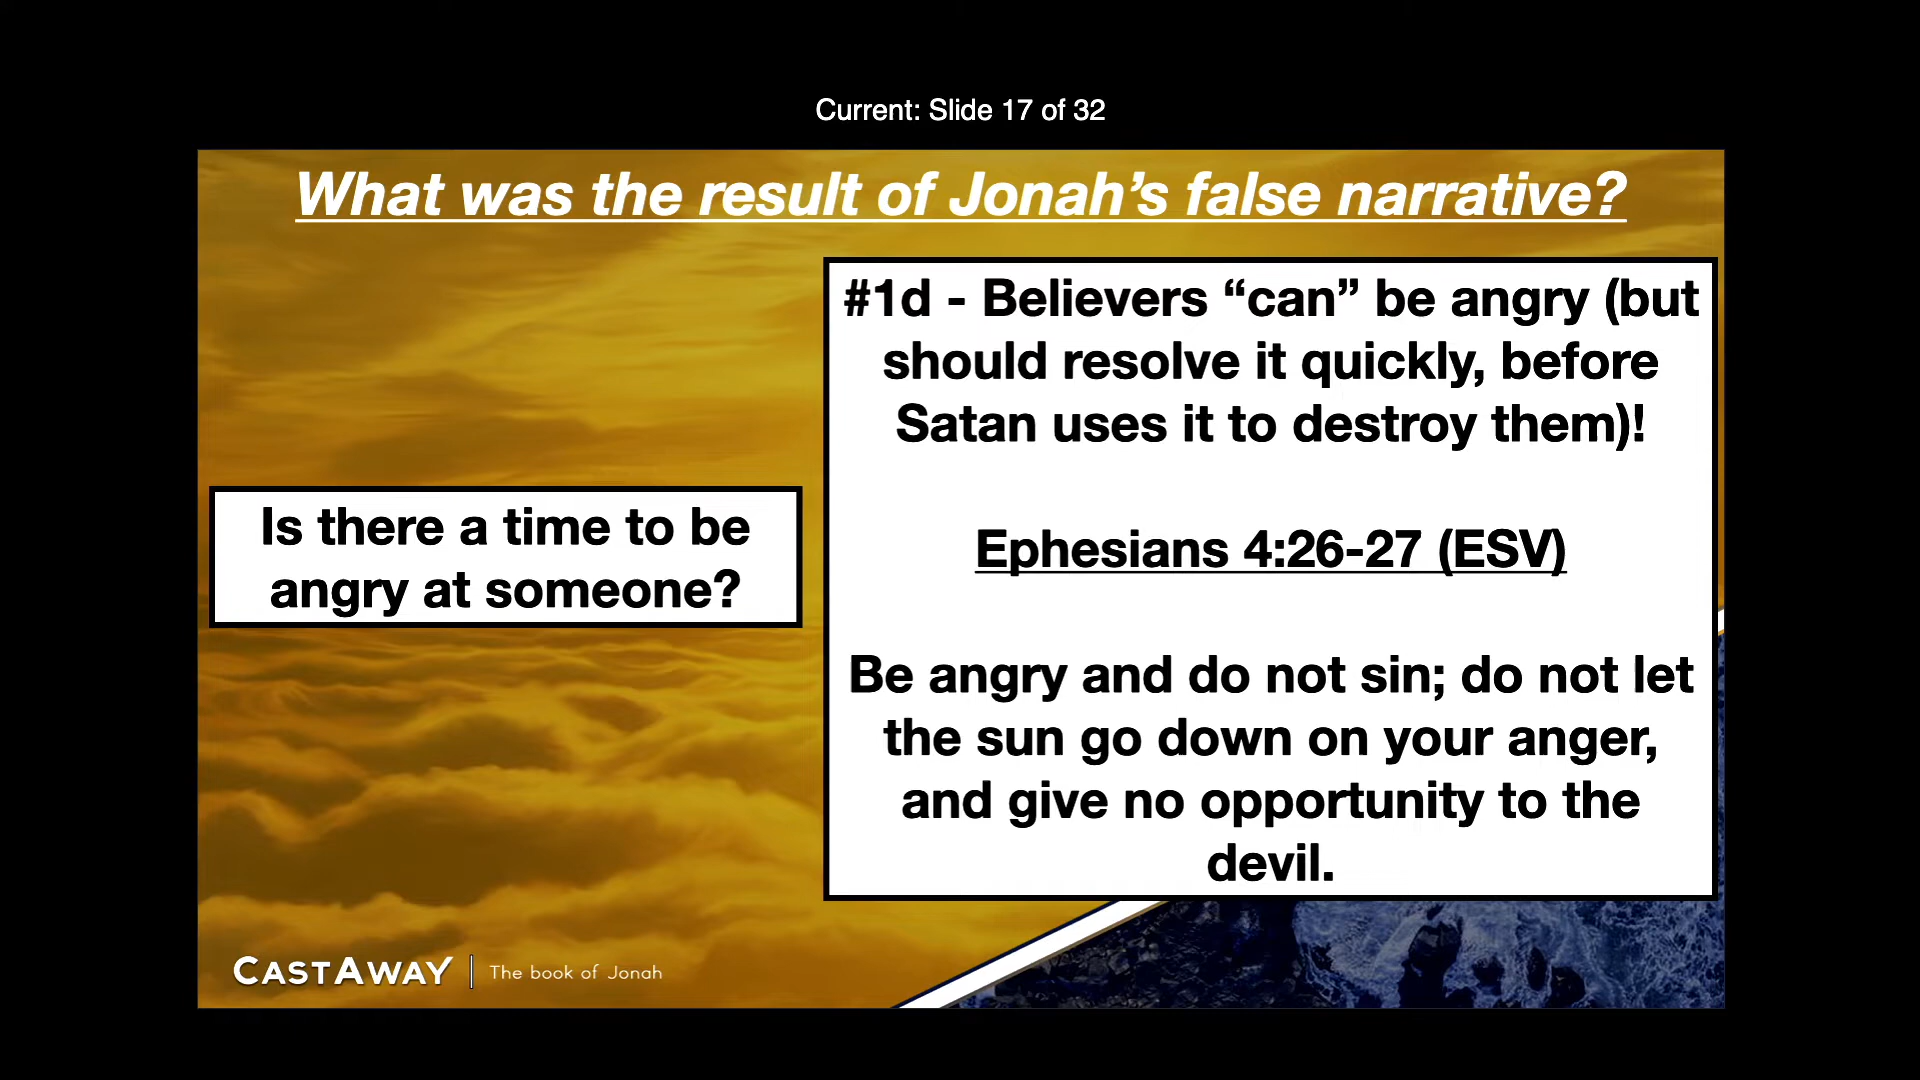 Current: Slide 17 of 32
What was the result of Jonah’s false narrative?
Is there a time to be
angry at someone?
#1d - Believers “can” be angry (but
should resolve it quickly, before
Satan uses it to destroy them)!
Ephesians 4:26-27 (ESV)
Be angry and do not sin; do not let
the sun go down on your anger,
and give no opportunity to the
devil.
CASTAWAY | The book of Jonah